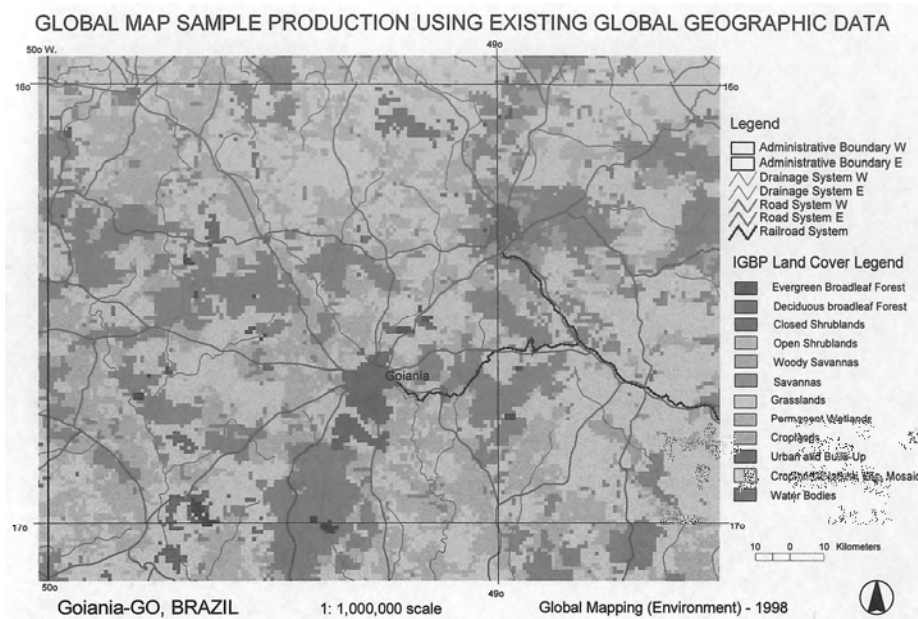 GLOBAL MAP SAMPLE PRODUCTION USING EXISTING GLOBAL GEOGRAPHIC DATA
50o W.
49o
16o
16o
Legend
Administrative Boundary W
Administrative Boundary E
Drainage System W
Drainage System E
Road System W
Road System E
Railroad System
IGBP Land Cover Legend
Evergreen Broadleaf Forest
Deciduous broadleaf Forest
Closed Shrublands
Open Shrublands
Woody Savannas
Savannas
Grasslands
Permanent Wetlands
Croplands
Urban and Built-Up
Mosaic
Water Bodies
Goiania
17o
17o
10 0 10 Kilometers
50o
49o
Goiania-GO, BRAZIL
1: 1,000,000 scale
Global Mapping (Environment) - 1998